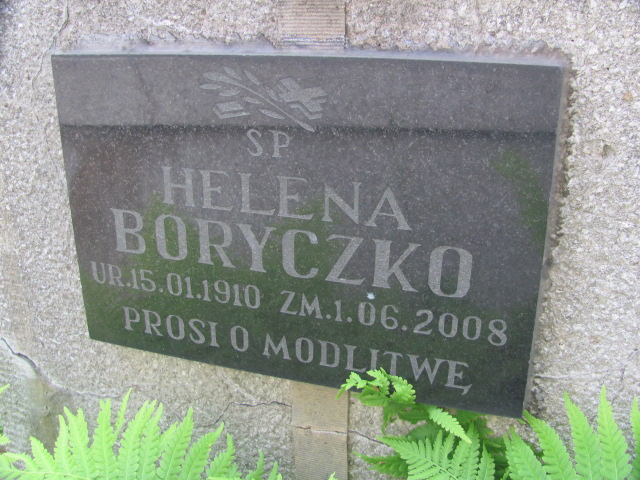 SP
HELENA
BORYCZKO
UR.15.01.1910 ZM.1.06.2008
PROSI O MODLITWĘ